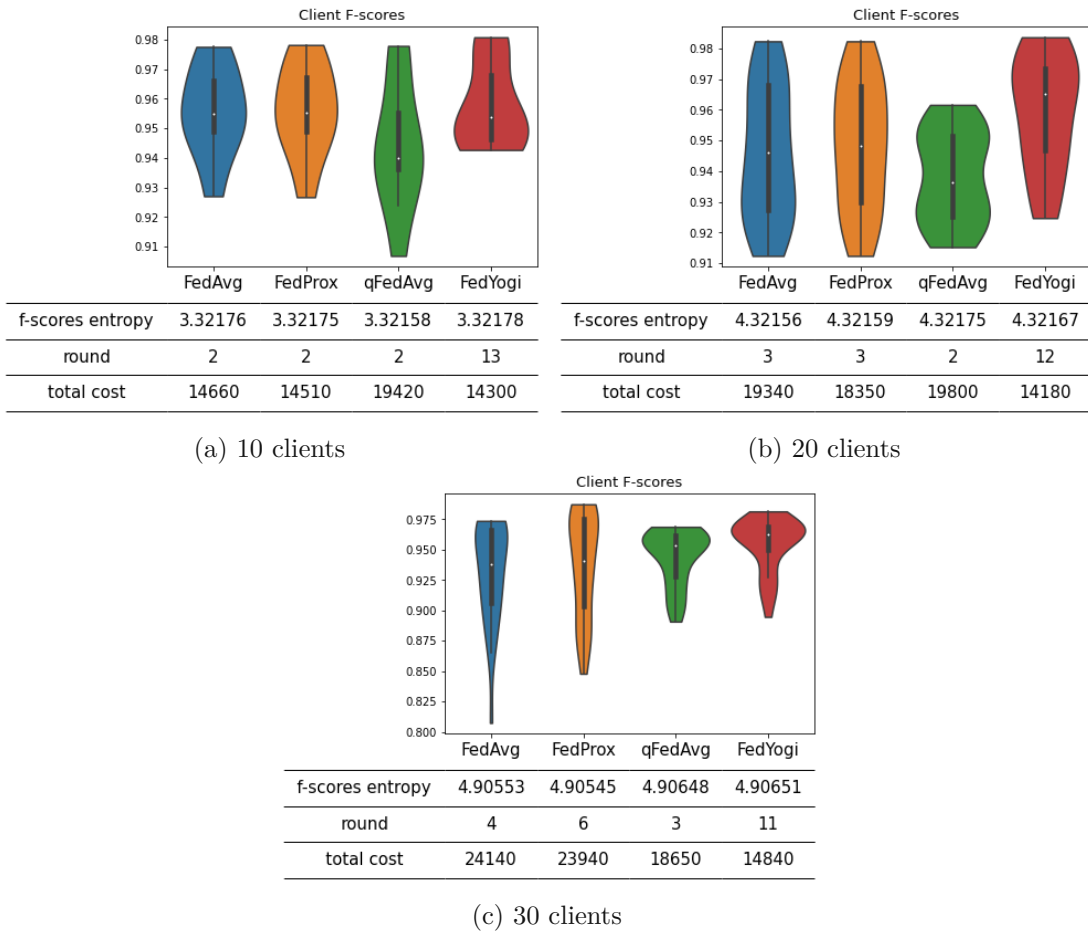 Client F-scores
0.98
0.97
0.96
0.95
0.94
0.93
0.92
0.91
FedAvg FedProx qFedAvg FedYogi
f-scores entropy 3.32176 3.32175 3.32158 3.32178
round 2 2 2 13
total cost 14660 14510 19420 14300
(a) 10 clients
Client F-scores
0.98
0.97
0.96
0.95
0.94
0.93
0.92
0.91
FedAvg FedProx qFedAvg FedYogi
f-scores entropy 4.32156 4.32159 4.32175 4.32167
round 3 3 2 12
total cost 19340 18350 19800 14180
(b) 20 clients
Client F-scores
0.975
0.950
0.925
0.900
0.875
0.850
0.825
0.800
FedAvg FedProx qFedAvg FedYogi
f-scores entropy 4.90553 4.90545 4.90648 4.90651
round 4 6 3 11
total cost 24140 23940 18650 14840
(c) 30 clients